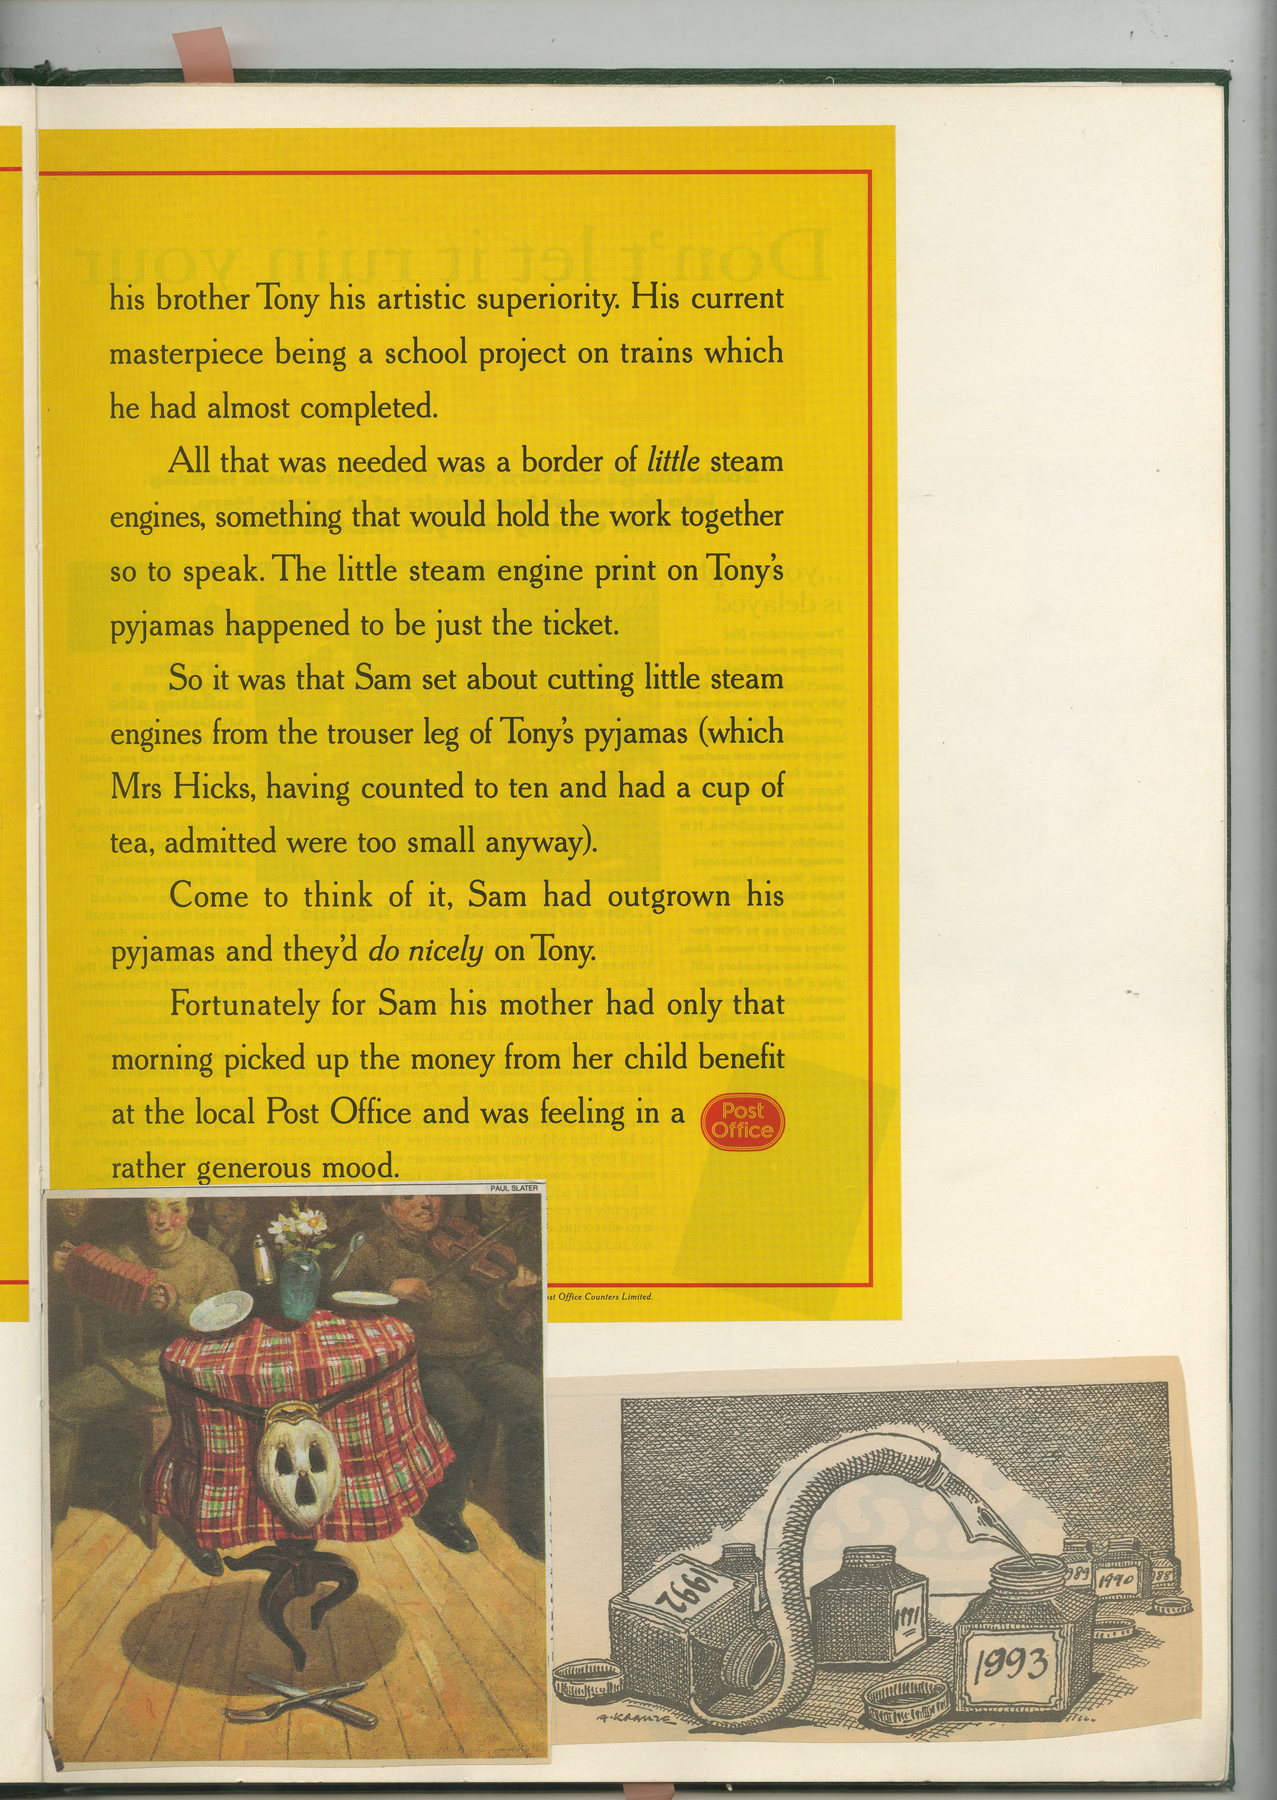 his brother Tony his artistic superiority. His current
masterpiece being a school project on trains which
he had almost completed.
All that was needed was a border of little steam
engines, something that would hold the work together
so to speak. The little steam engine print on Tony's
pyjamas happened to be just the ticket.
So it was that Sam set about cutting little steam
engines from the trouser leg of Tony's pyjamas (which
Mrs Hicks, having counted to ten and had a cup of
tea, admitted were too small anyway).
Come to think of it, Sam had outgrown his
pyjamas and they'd do nicely on Tony.
Fortunately for Sam his mother had only that
morning picked up the money from her child benefit
at the local Post Office and was feeling in a
rather generous mood.
Post
Office
PAUL SLATER
Office Counters Limited.
1992
1991
1993
1990
A. KRAUZE